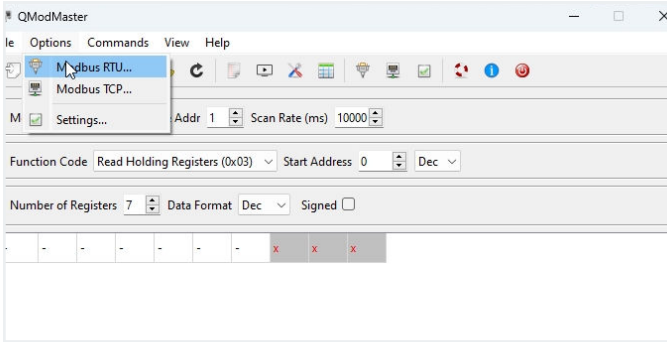 QModMaster
le Options Commands View Help
Modbus RTU...
Modbus TCP...
Settings...
M Addr 1 Scan Rate (ms) 10000
Function Code Read Holding Registers (0x03) Start Address 0 Dec
Number of Registers 7 Data Format Dec Signed
- - - - - - - x x x